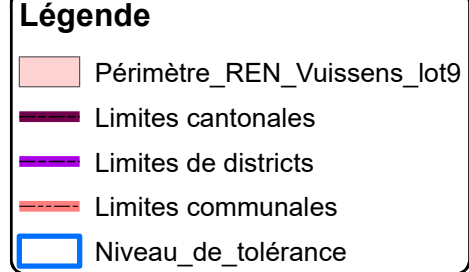 Légende
Périmètre_REN_Vuissens_lot9
Limites cantonales
Limites de districts
Limites communales
Niveau_de_tolérance